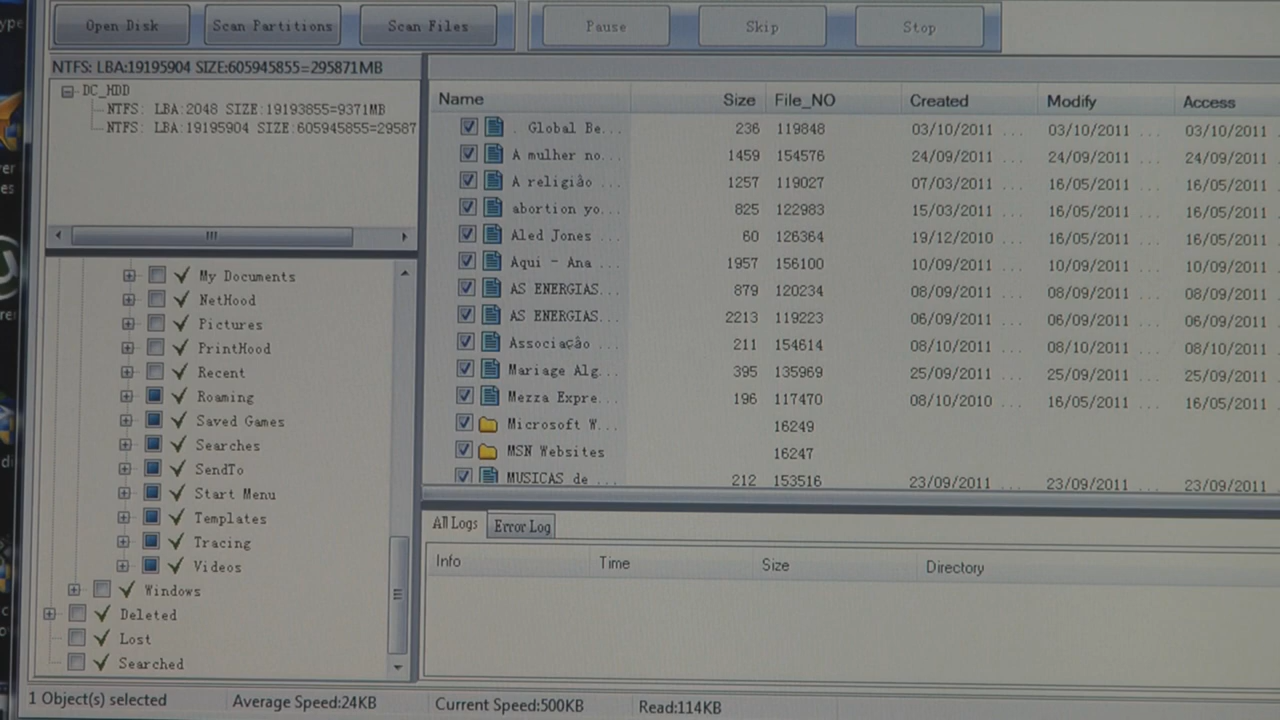 Open Disk Scan Partitions Scan Files Pause Skip Stop
NTFS: LBA:19195904 SIZE:605945855=295871MB
DC_HDD
NTFS: LBA:2048 SIZE:19193855=9371MB
NTFS: LBA:19195904 SIZE:605945855=29587
My Documents
NetHood
Pictures
PrintHood
Recent
Roaming
Saved Games
Searches
SendTo
Start Menu
Templates
Tracing
Videos
Windows
Deleted
Lost
Searched
Name Size File_NO Created Modify Access
. Global Be... 236 119848 03/10/2011 ... 03/10/2011 ... 03/10/2011
A mulher no... 1459 154576 24/09/2011 ... 24/09/2011 ... 24/09/2011
A religião ... 1257 119027 07/03/2011 ... 16/05/2011 ... 16/05/2011
abortion yo... 825 122983 15/03/2011 ... 16/05/2011 ... 16/05/2011
Aled Jones ... 60 126364 19/12/2010 ... 16/05/2011 ... 16/05/2011
Aqui - Ana ... 1957 156100 10/09/2011 ... 10/09/2011 ... 10/09/2011
AS ENERGIAS... 879 120234 08/09/2011 ... 08/09/2011 ... 08/09/2011
AS ENERGIAS... 2213 119223 06/09/2011 ... 06/09/2011 ... 06/09/2011
Associação ... 211 154614 08/10/2011 ... 08/10/2011 ... 08/10/2011
Mariage Alg... 395 135969 25/09/2011 ... 25/09/2011 ... 25/09/2011
Mezza Expre... 196 117470 08/10/2010 ... 16/05/2011 ... 16/05/2011
Microsoft W... 16249
MSN Websites 16247
MUSICAS de ... 212 153516 23/09/2011 ... 23/09/2011 ... 23/09/2011
All Logs Error Log
Info Time Size Directory
1 Object(s) selected Average Speed:24KB Current Speed:500KB Read:114KB